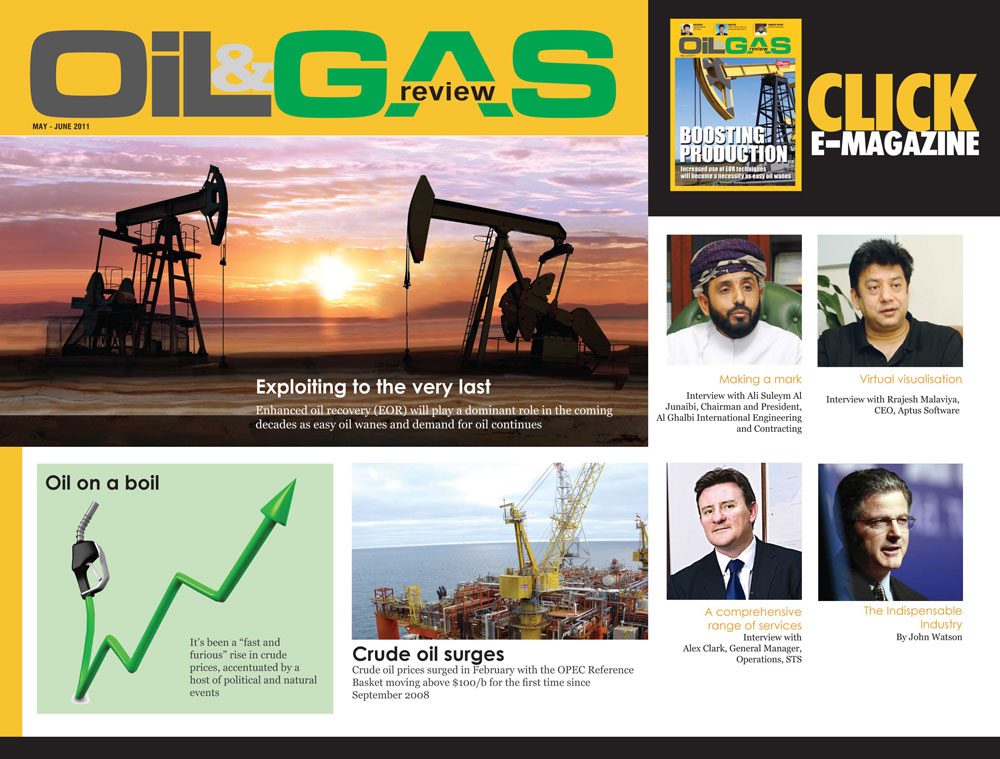 OiL&GAS
review
MAY - JUNE 2011
OiL&GAS
review
BOOSTING
PRODUCTION
Increased use of EOR techniques
will become a necessity as easy oil wanes
CLICK
E-MAGAZINE
Exploiting to the very last
Enhanced oil recovery (EOR) will play a dominant role in the coming
decades as easy oil wanes and demand for oil continues
Making a mark
Interview with Ali Suleym Al
Junaibi, Chairman and President,
Al Ghalbi International Engineering
and Contracting
Virtual visualisation
Interview with Rrajesh Malaviya,
CEO, Aptus Software
Oil on a boil
It's been a “fast and
furious” rise in crude
prices, accentuated by a
host of political and natural
events
Crude oil surges
Crude oil prices surged in February with the OPEC Reference
Basket moving above $100/b for the first time since
September 2008
A comprehensive
range of services
Interview with
Alex Clark, General Manager,
Operations, STS
The Indispensable
Industry
By John Watson